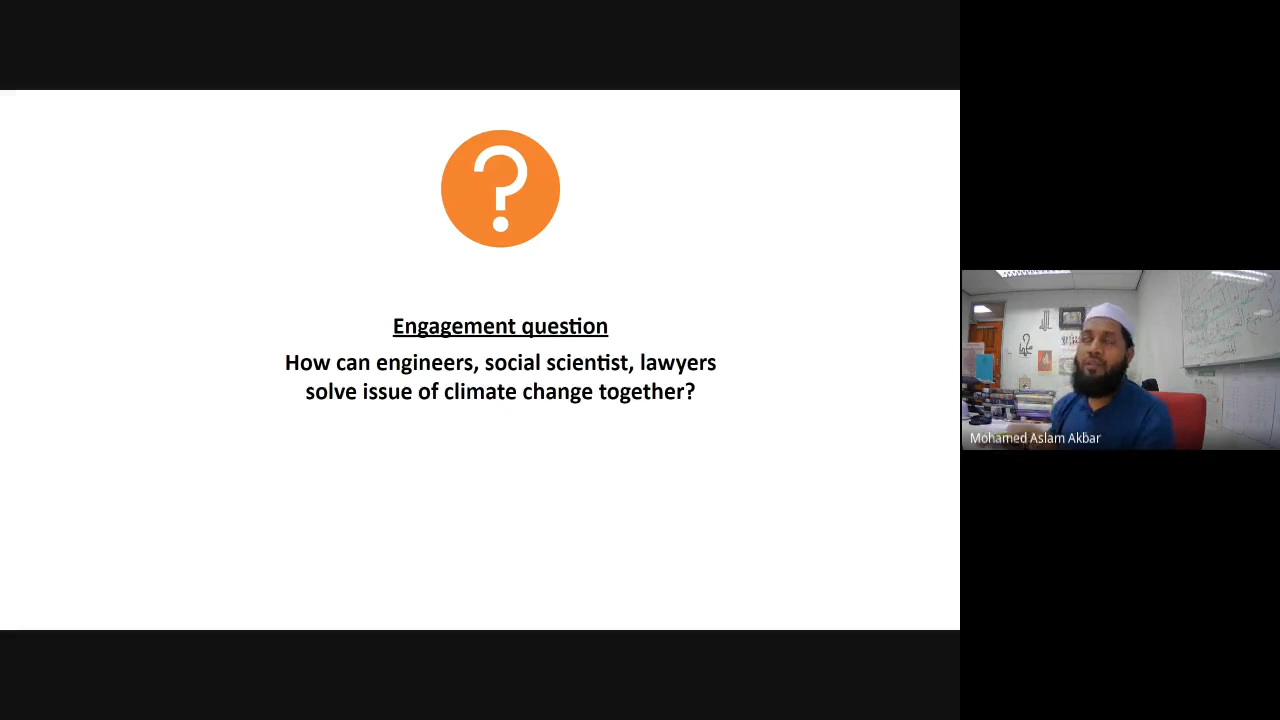 ?
Engagement question
How can engineers, social scientist, lawyers
solve issue of climate change together?
Mohamed Aslam Akbar